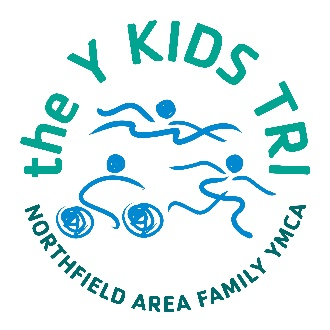 the Y KIDS TRI
NORTHFIELD AREA FAMILY YMCA